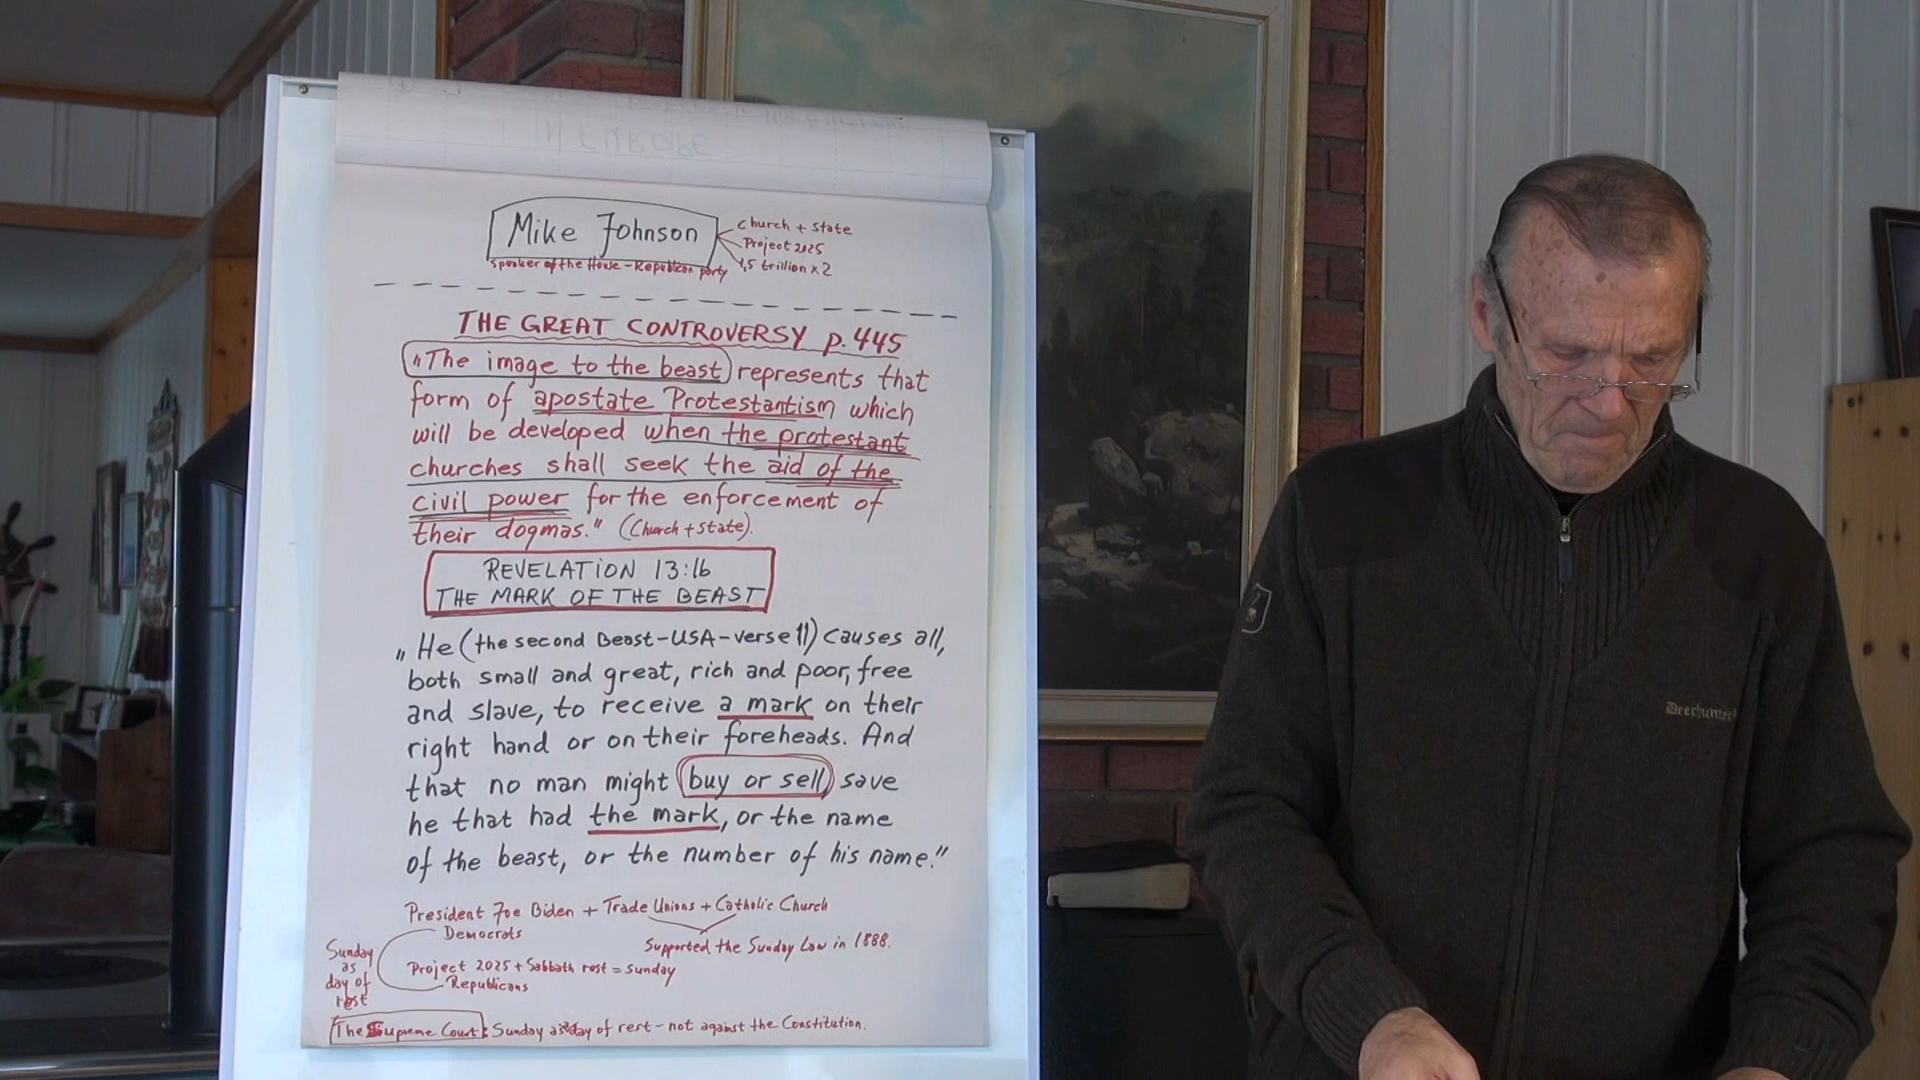 Mike Johnson
Church + State
Project 2025
1,5 trillion x 2
Speaker of the House - Republican party
THE GREAT CONTROVERSY p. 445
„The image to the beast represents that
form of apostate Protestantism which
will be developed when the protestant
churches shall seek the aid of the
civil power for the enforcement of
their dogmas." (Church + State).
REVELATION 13:16
THE MARK OF THE BEAST
„He (the second Beast-USA-verse 11) causes all,
both small and great, rich and poor, free
and slave, to receive a mark on their
right hand or on their foreheads. And
that no man might buy or sell save
he that had the mark, or the name
of the beast, or the number of his name."
President Joe Biden + Trade Unions + Catholic Church
Democrats
Supported the Sunday Law in 1888.
Sunday
as
day of
rest
Project 2025 + Sabbath rest = Sunday
Republicans
The Supreme Court: Sunday as day of rest - not against the Constitution.
Deerhunter